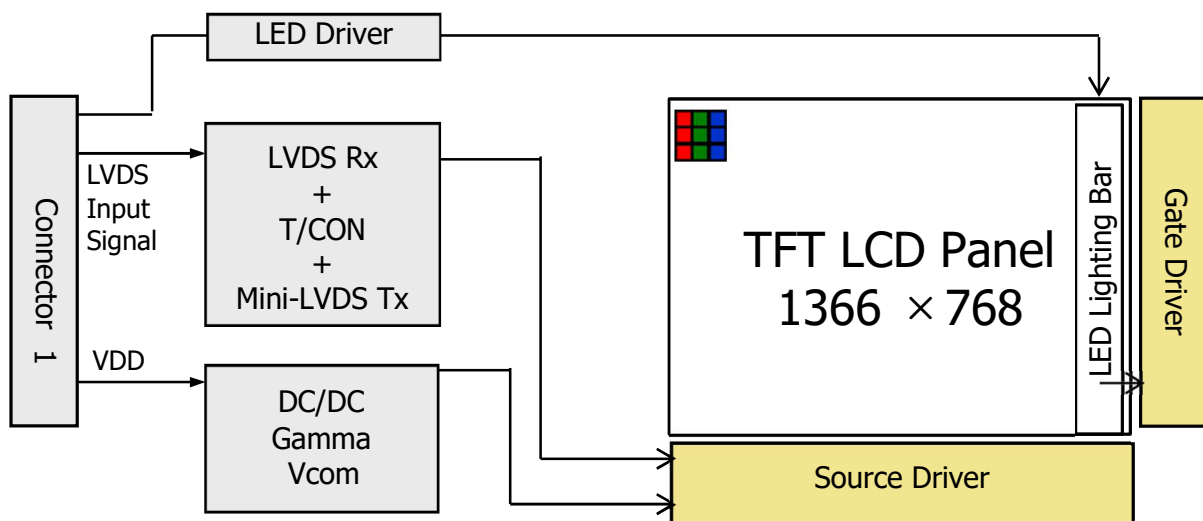 LED Driver
Connector 1
LVDS
Input
Signal
LVDS Rx
+
T/CON
+
Mini-LVDS Tx
VDD
DC/DC
Gamma
Vcom
TFT LCD Panel
1366 × 768
LED Lighting Bar
Gate Driver
Source Driver